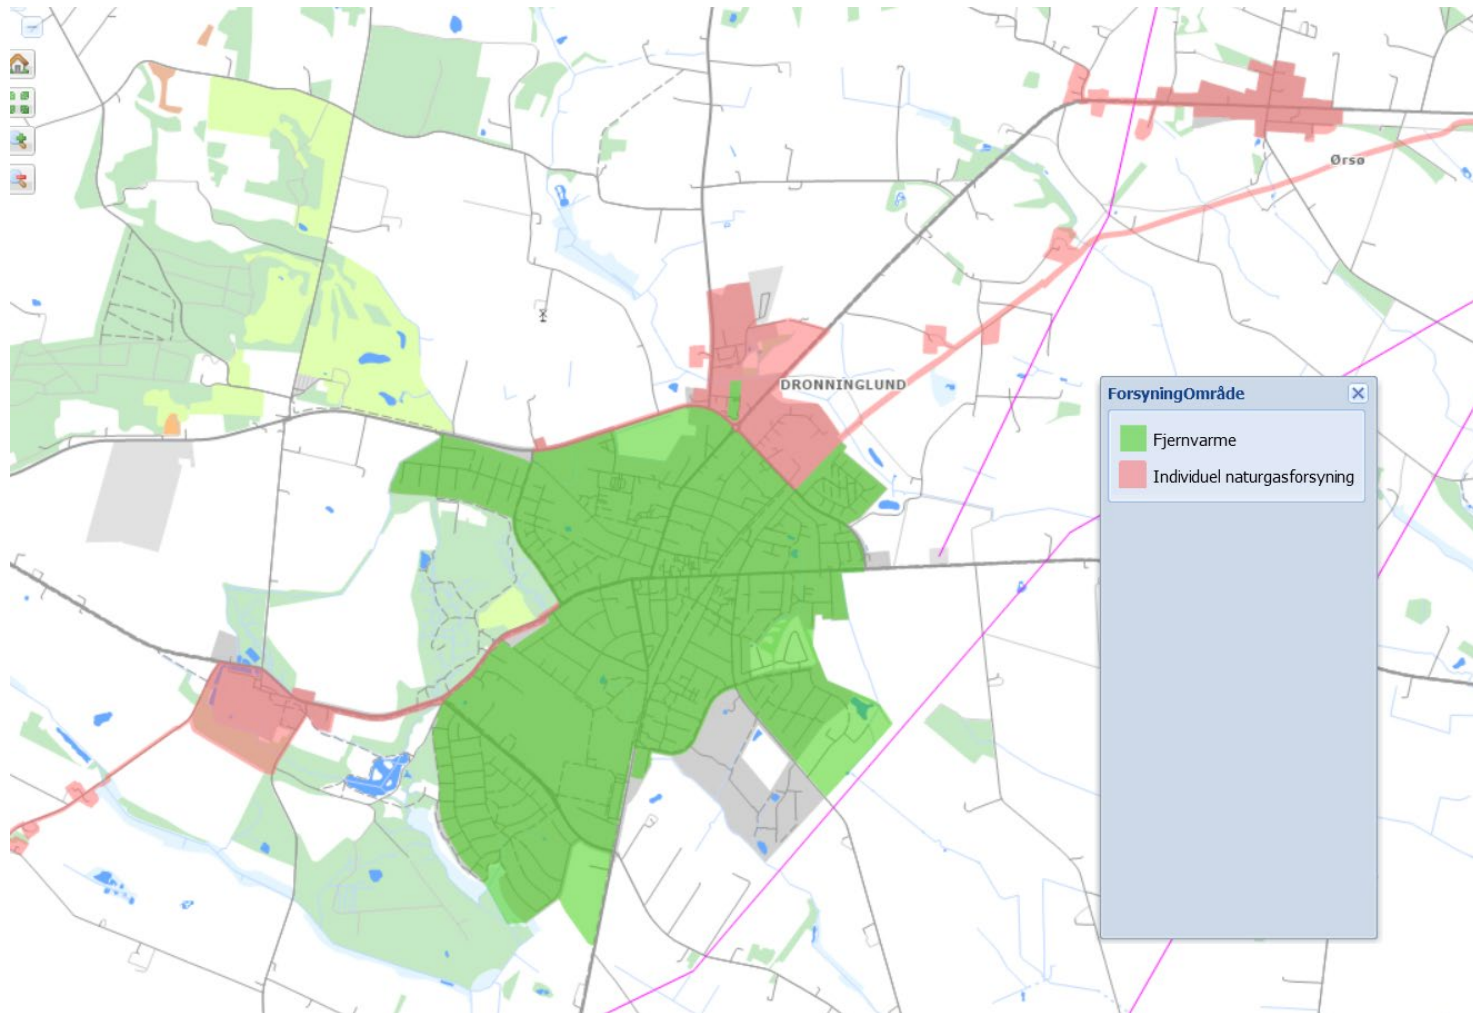 Ørsø
DRONNINGLUND
ForsyningOmråde
Fjernvarme
Individuel naturgasforsyning